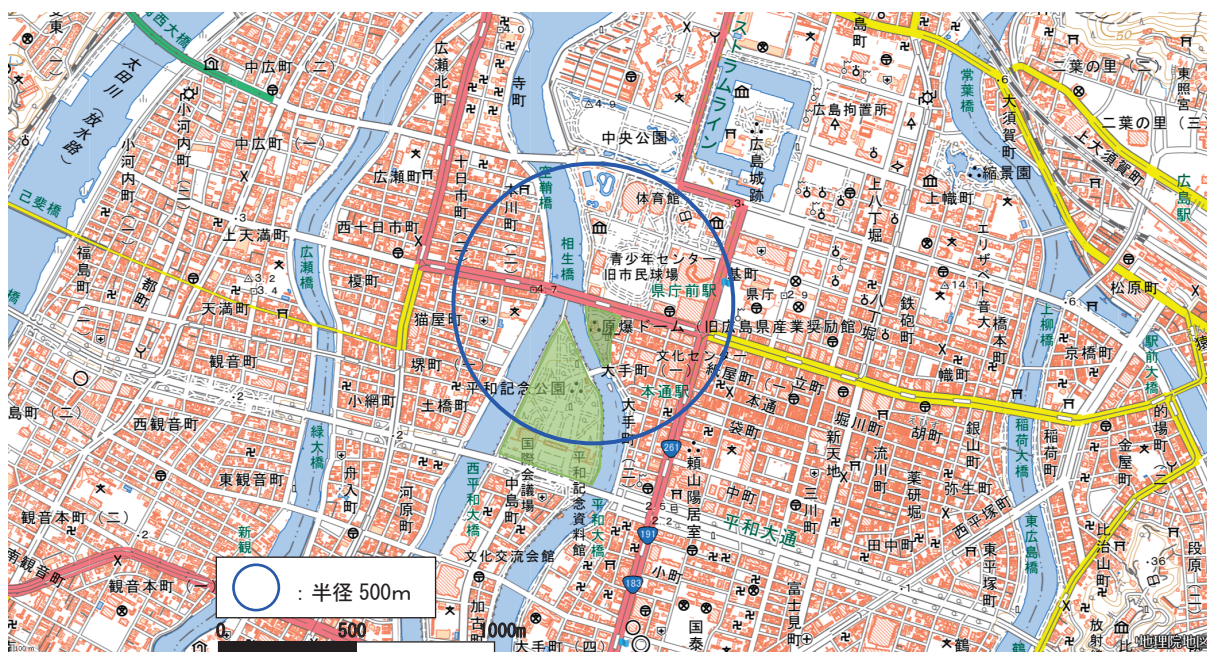 中広町（二）
広瀬北町
寺町
太田川（放水路）
小河内町（二）
小河内町（一）
中広町（一）
広瀬町
十日市町（二）
空鞘橋
中央公園
ストラムライン
広島城跡
広島拘置所
常葉橋
大須賀町
二葉の里（二）
東照宮
二葉の里（三）
上大須賀町
広島駅
縮景園
上幟町
上八丁堀
己斐橋
上天満町
西十日市町
広瀬橋
榎町
福島町
都町
天満町
猫屋町
相生橋
体育館
青少年センター
旧市民球場
県庁前駅
基町
県庁
八丁堀
鉄砲町
エリザベト音大
橋本町
上柳橋
京橋町
松原町
駅前大橋
原爆ドーム（旧広島県産業奨励館
文化センター
大手町（一）
紙屋町（一）
立町
幟町
観音町
堺町（一）
平和記念公園
本通駅
本通
小網町
土橋町
西観音町
緑大橋
東観音町
舟入町
河原町
西平和大橋
国際会議場
中島町
平和記念資料館
平和大橋
大手町（二）
袋町
頼山陽居室
新天地
堀川町
流川町
胡町
銀山町
薬研堀
弥生町
稲荷大橋
稲荷町
的場町
金屋町
中町
三川町
平和大通
田中町
西平塚町
東平塚町
東広島橋
比治山町
段原
観音本町（二）
南観音町
観音本町（一）
新観
文化交流会館
加古町
小町
富士見町
国泰
大手町（四）
鶴
放射
261
191
183
：半径 500m
0 500 1000m
100 m
地理院地図